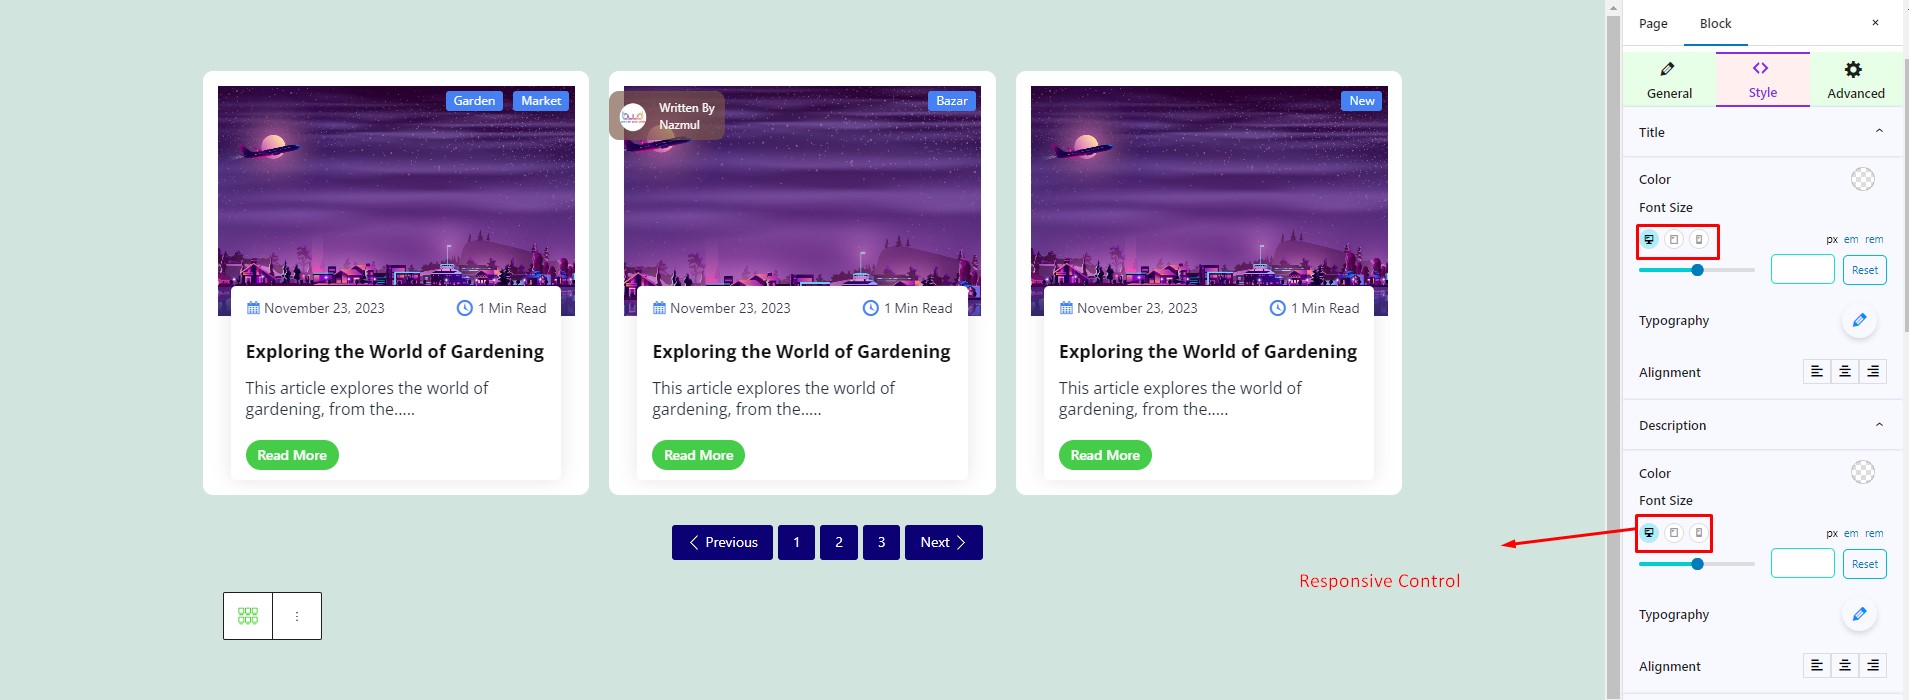 Garden Market
November 23, 2023 1 Min Read
Exploring the World of Gardening
This article explores the world of
gardening, from the.....
Read More
Written By
Nazmul
Bazar
November 23, 2023 1 Min Read
Exploring the World of Gardening
This article explores the world of
gardening, from the.....
Read More
New
November 23, 2023 1 Min Read
Exploring the World of Gardening
This article explores the world of
gardening, from the.....
Read More
Previous 1 2 3 Next
Responsive Control
Page Block
General Style Advanced
Title
Color
Font Size
px em rem
Reset
Typography
Alignment
Description
Color
Font Size
px em rem
Reset
Typography
Alignment